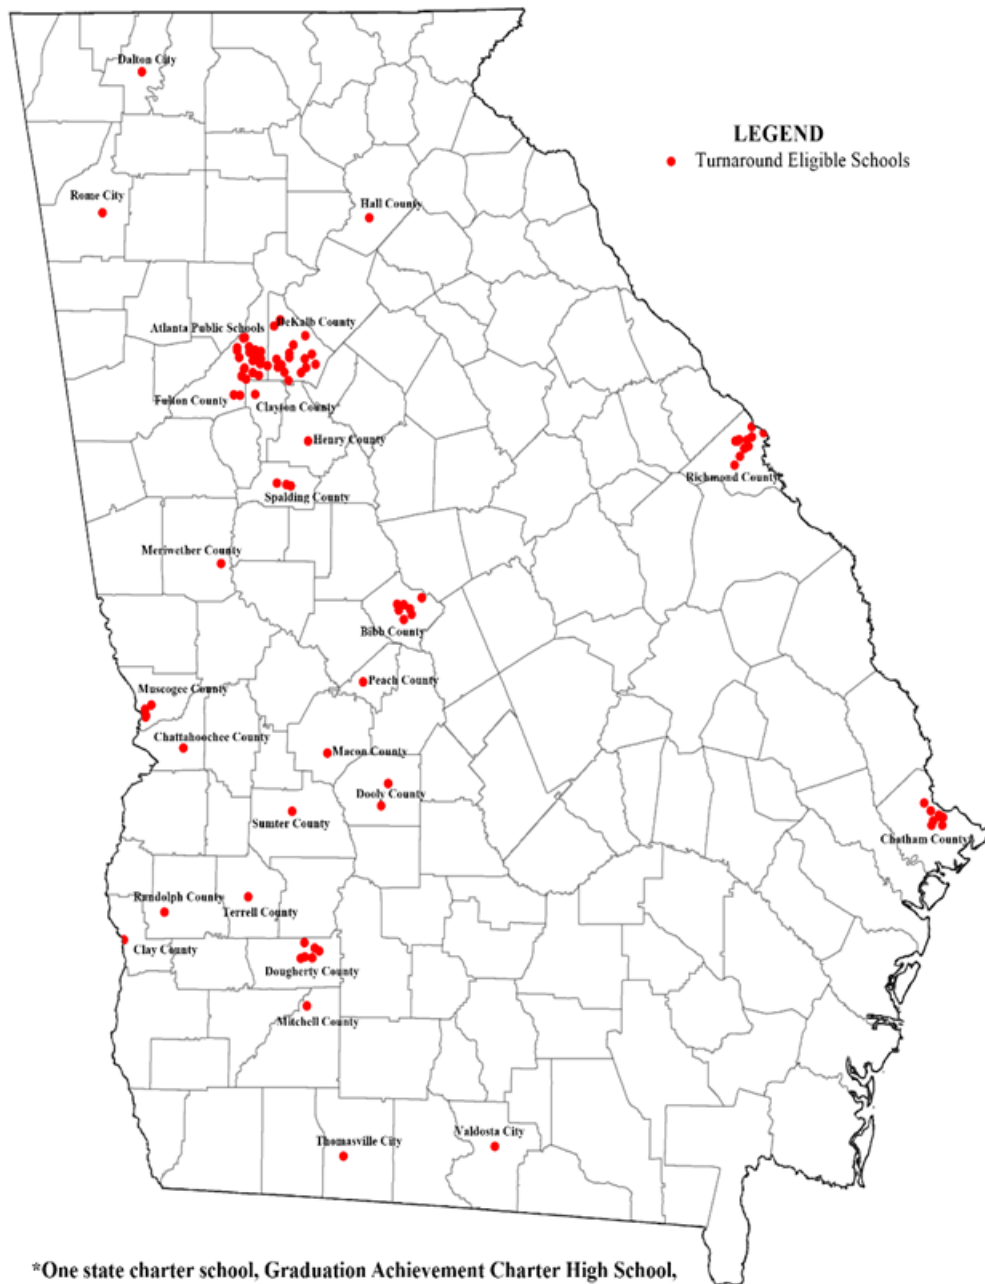 Dalton City
LEGEND
Turnaround Eligible Schools
Rome City
Hall County
Atlanta Public Schools
DeKalb County
Fulton County
Clayton County
Henry County
Spalding County
Richmond County
Meriwether County
Bibb County
Peach County
Muscogee County
Chattahoochee County
Macon County
Dooly County
Sumter County
Chatham County
Randolph County
Terrell County
Clay County
Dougherty County
Mitchell County
Thomasville City
Valdosta City
*One state charter school, Graduation Achievement Charter High School,